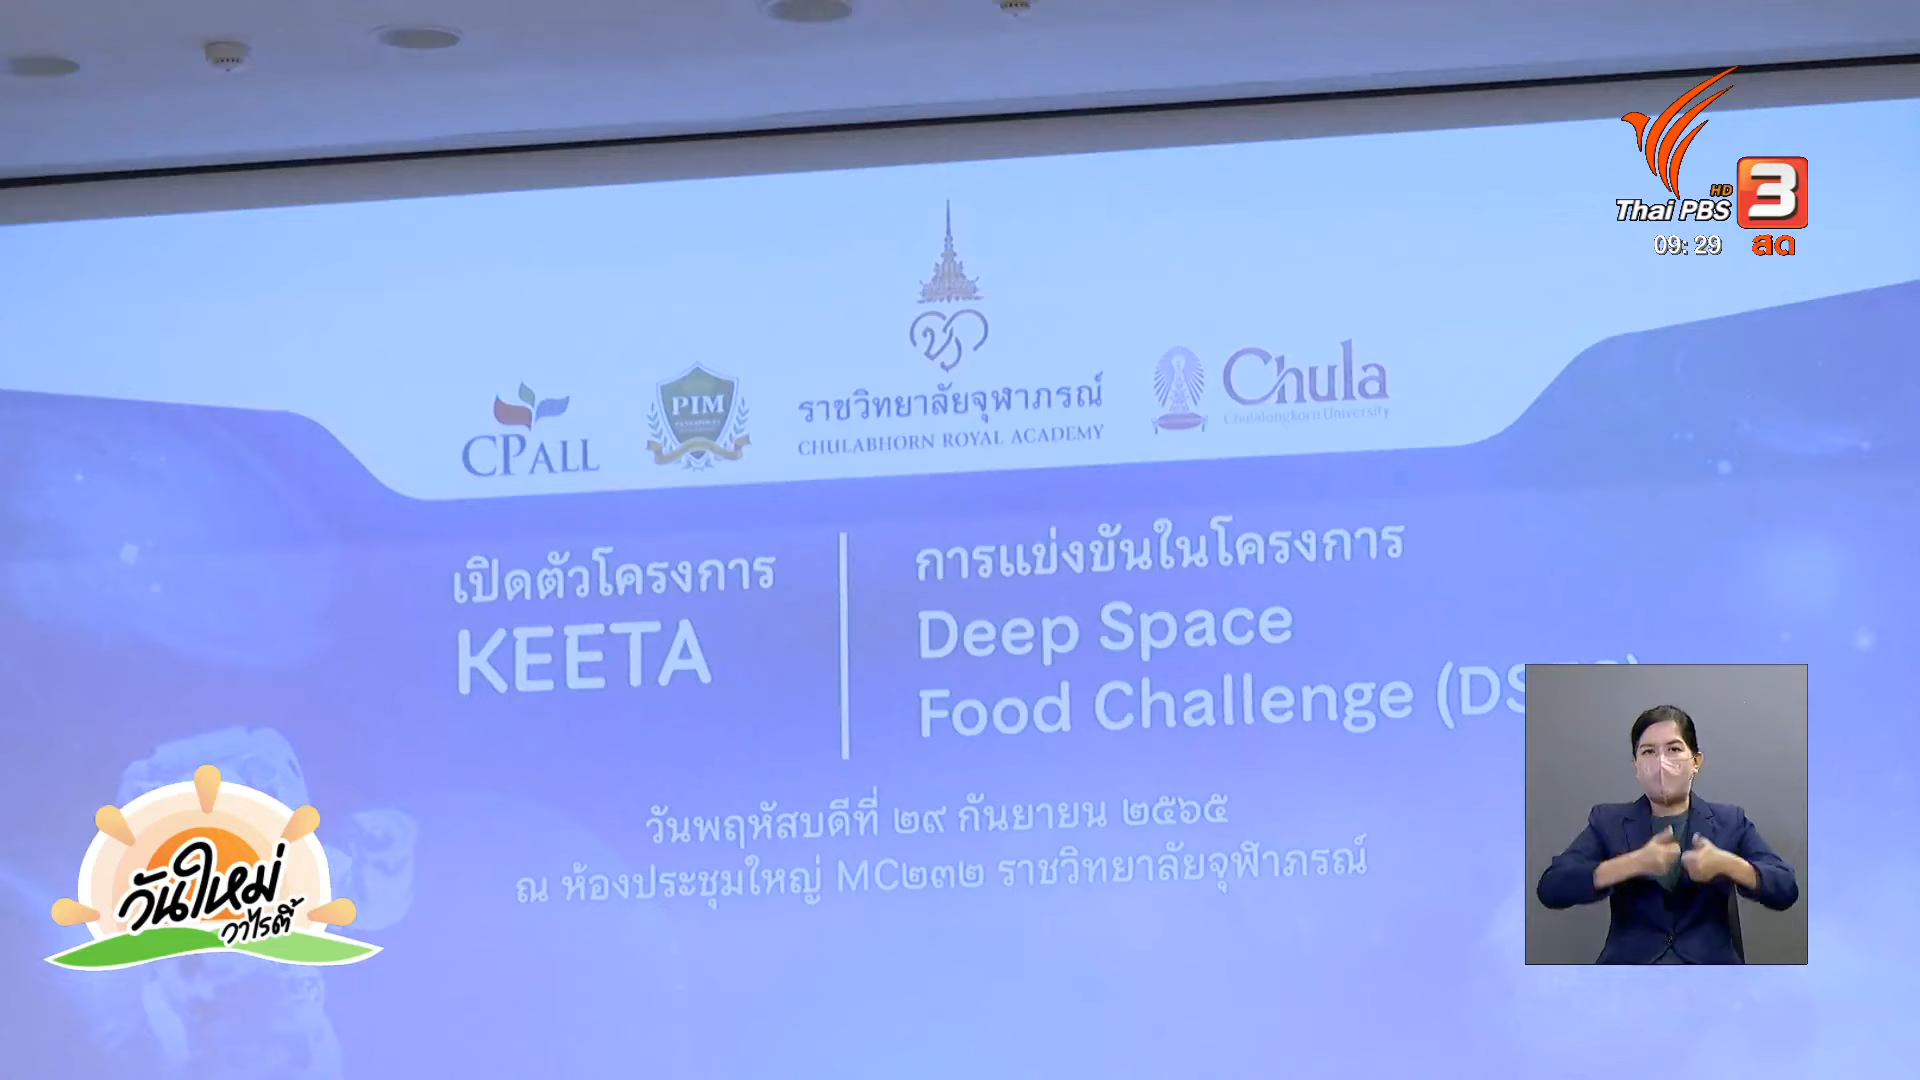 Thai PBS
HD
3
09:29
สด
CPALL
PIM
ราชวิทยาลัยจุฬาภรณ์
CHULABHORN ROYAL ACADEMY
Chula
Chulalongkorn University
เปิดตัวโครงการ
KEETA
การแข่งขันในโครงการ
Deep Space
Food Challenge
วันพฤหัสบดีที่ ๒๙ กันยายน ๒๕๖๕
ณ ห้องประชุมใหญ่ MC๒๓๒ ราชวิทยาลัยจุฬาภรณ์
วันใหม่
วาไรตี้